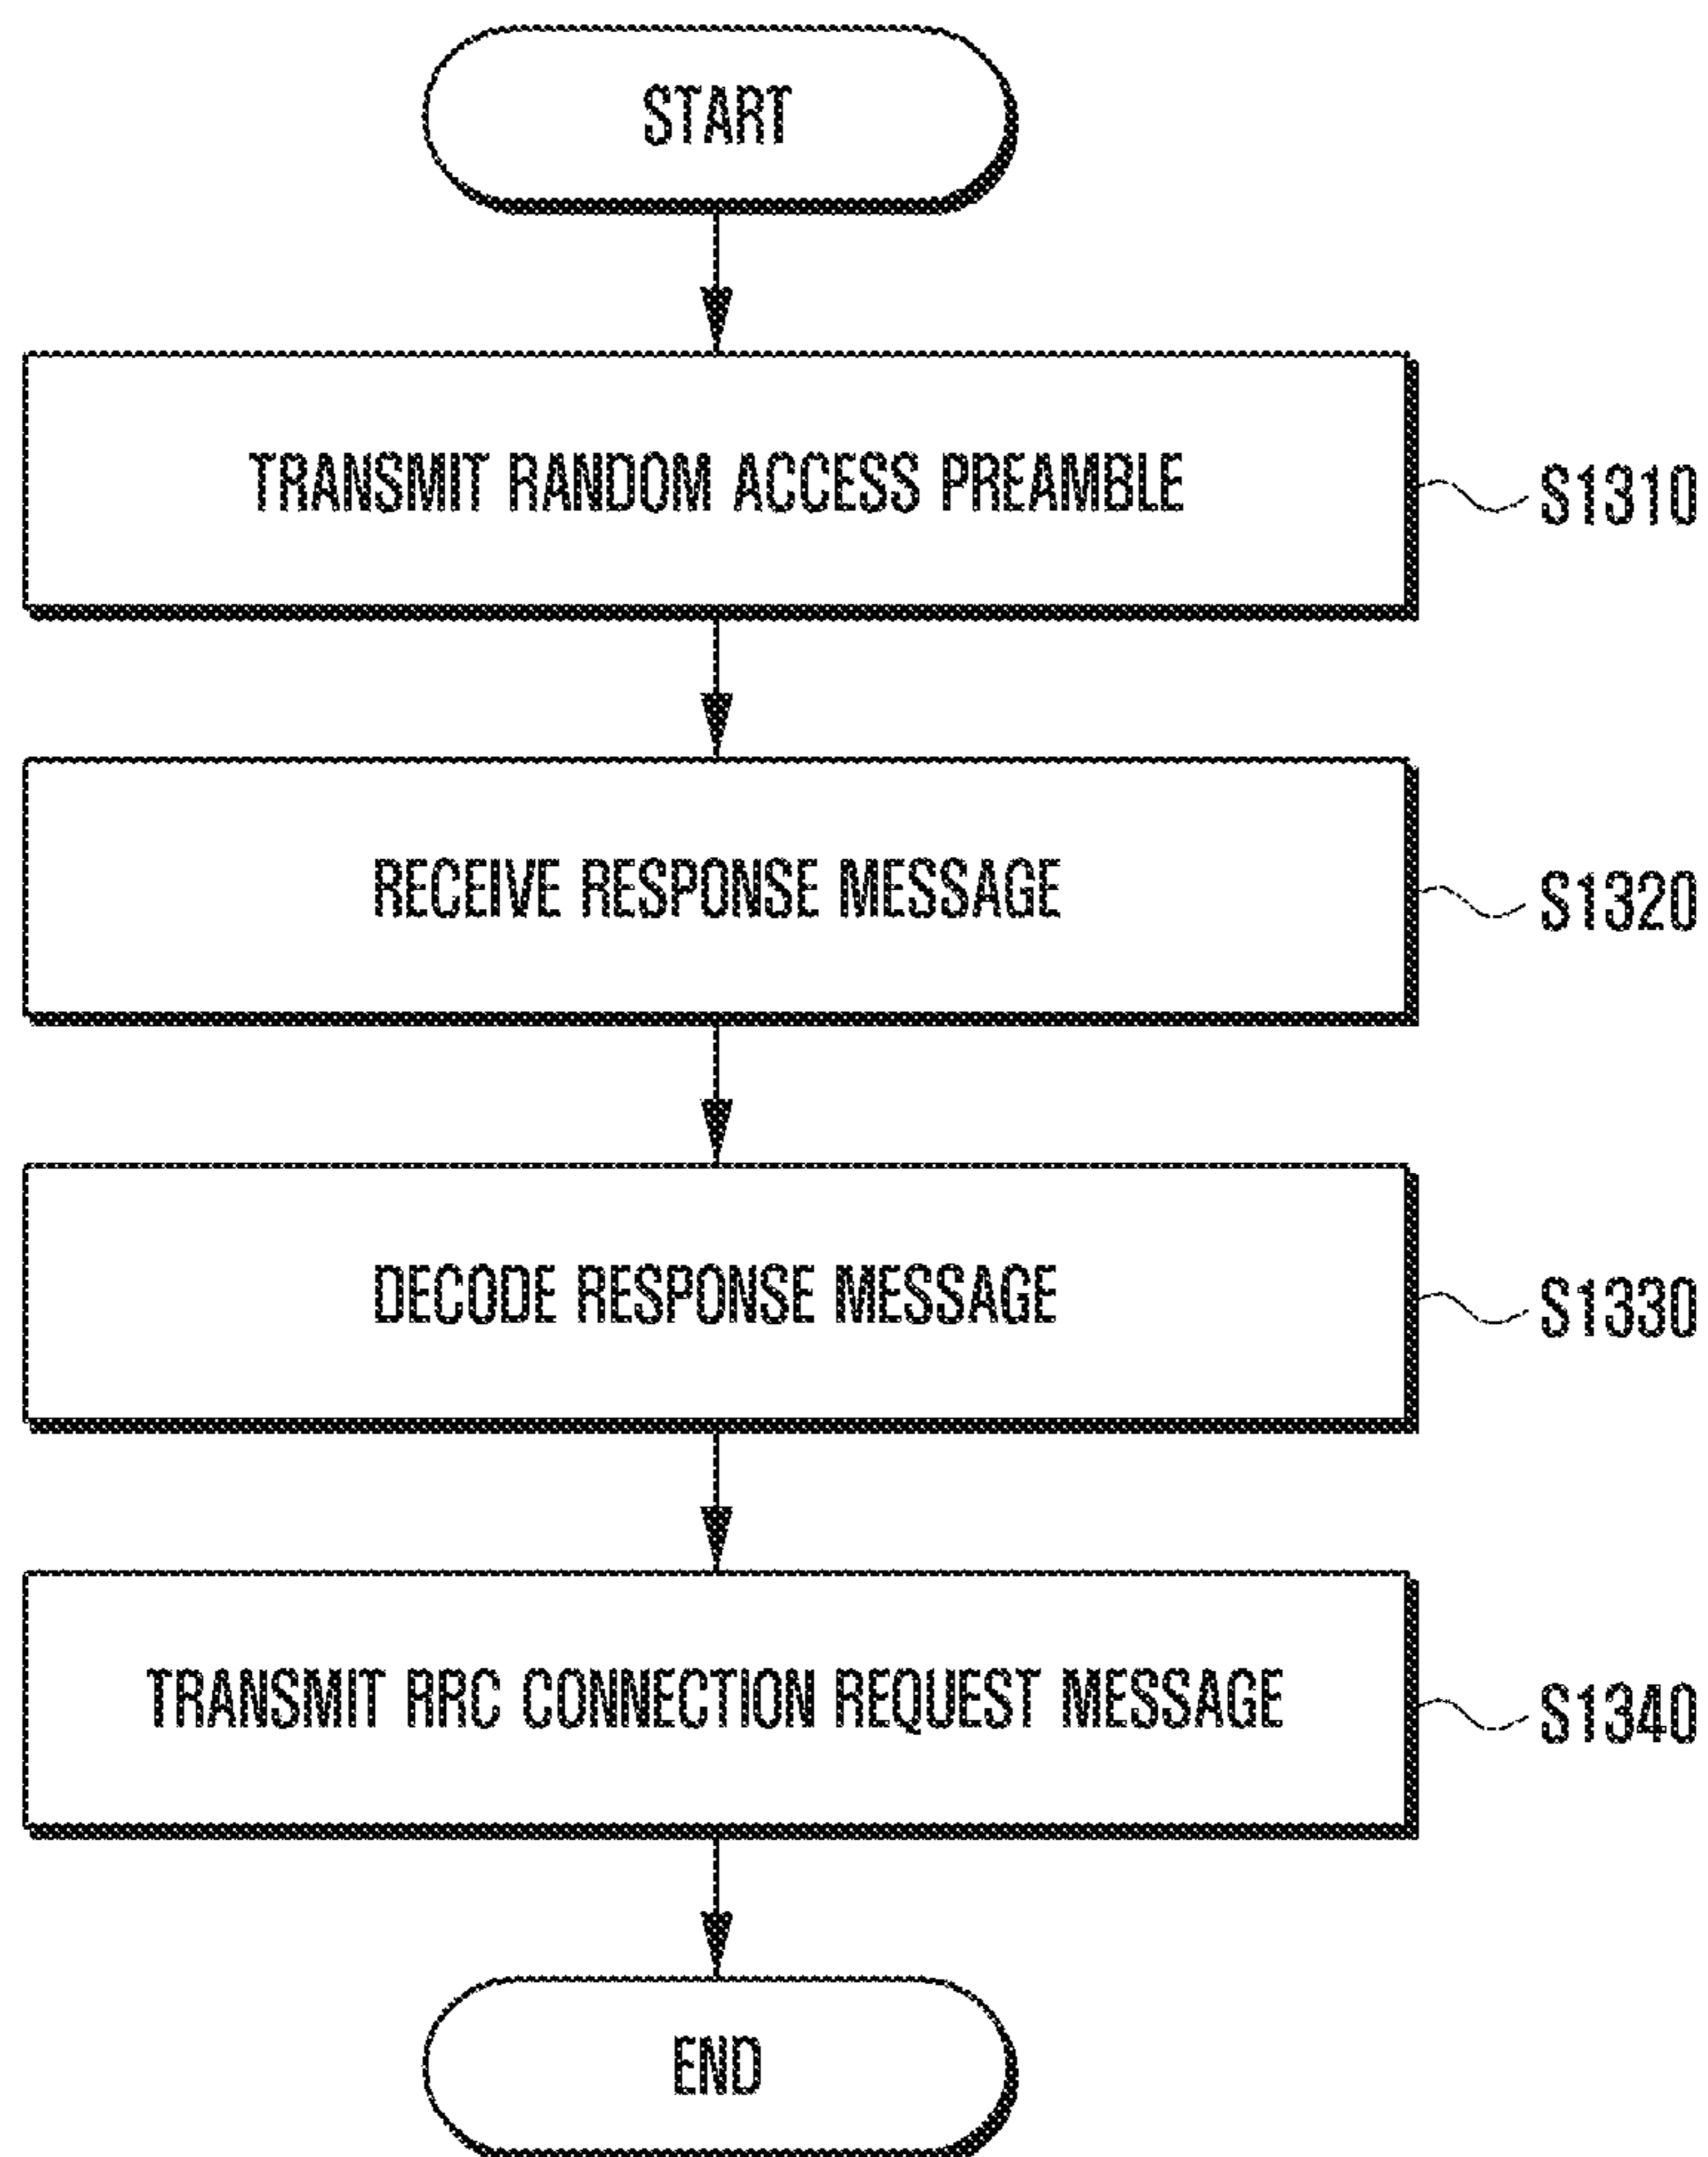 START
TRANSMIT RANDOM ACCESS PREAMBLE
S1310
RECEIVE RESPONSE MESSAGE
S1320
DECODE RESPONSE MESSAGE
S1330
TRANSMIT RRC CONNECTION REQUEST MESSAGE
S1340
END